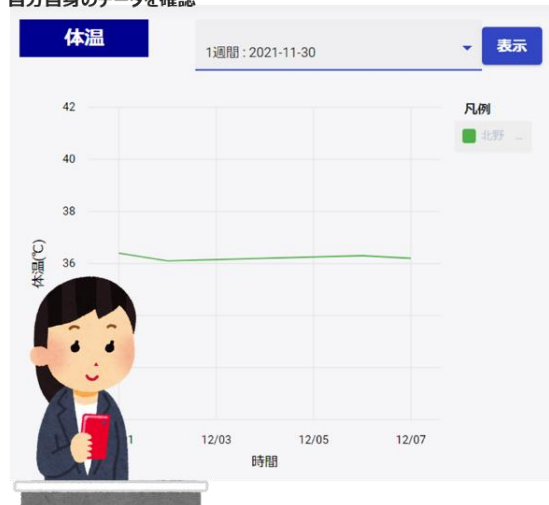 自分自身のデータを確認
体温
1週間 : 2021-11-30
表示
42
凡例
北野 ...
40
38
体温(℃)
36
1
12/03
12/05
12/07
時間